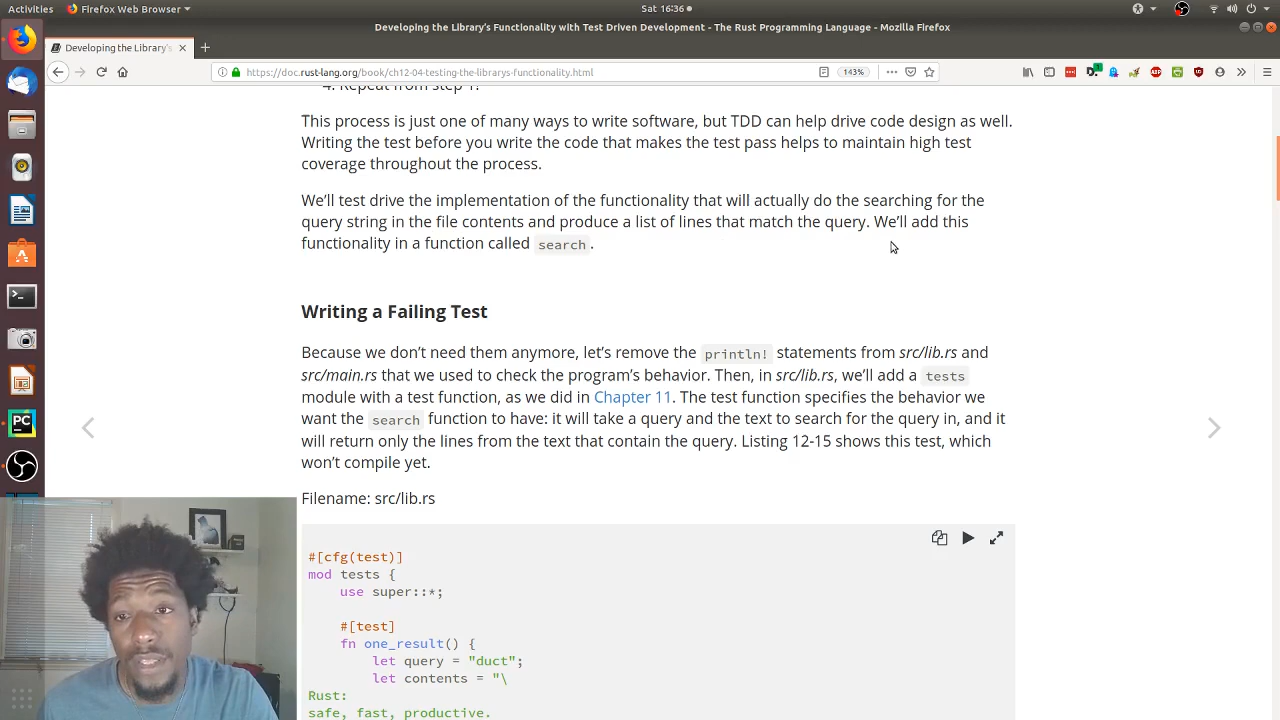 Activities
Firefox Web Browser
Sat 16:36
Developing the Library's Functionality with Test Driven Development - The Rust Programming Language - Mozilla Firefox
Developing the Library's
https://doc.rust-lang.org/book/ch12-04-testing-the-librarys-functionality.html
143%
4. Repeat from step 1!
This process is just one of many ways to write software, but TDD can help drive code design as well.
Writing the test before you write the code that makes the test pass helps to maintain high test
coverage throughout the process.
We’ll test drive the implementation of the functionality that will actually do the searching for the
query string in the file contents and produce a list of lines that match the query. We’ll add this
functionality in a function called search.
Writing a Failing Test
Because we don’t need them anymore, let’s remove the println! statements from src/lib.rs and
src/main.rs that we used to check the program’s behavior. Then, in src/lib.rs, we’ll add a tests
module with a test function, as we did in Chapter 11. The test function specifies the behavior we
want the search function to have: it will take a query and the text to search for the query in, and it
will return only the lines from the text that contain the query. Listing 12-15 shows this test, which
won’t compile yet.
Filename: src/lib.rs
#[cfg(test)]
mod tests {
use super::*;
#[test]
fn one_result() {
let query = "duct";
let contents = "\
Rust:
safe, fast, productive.